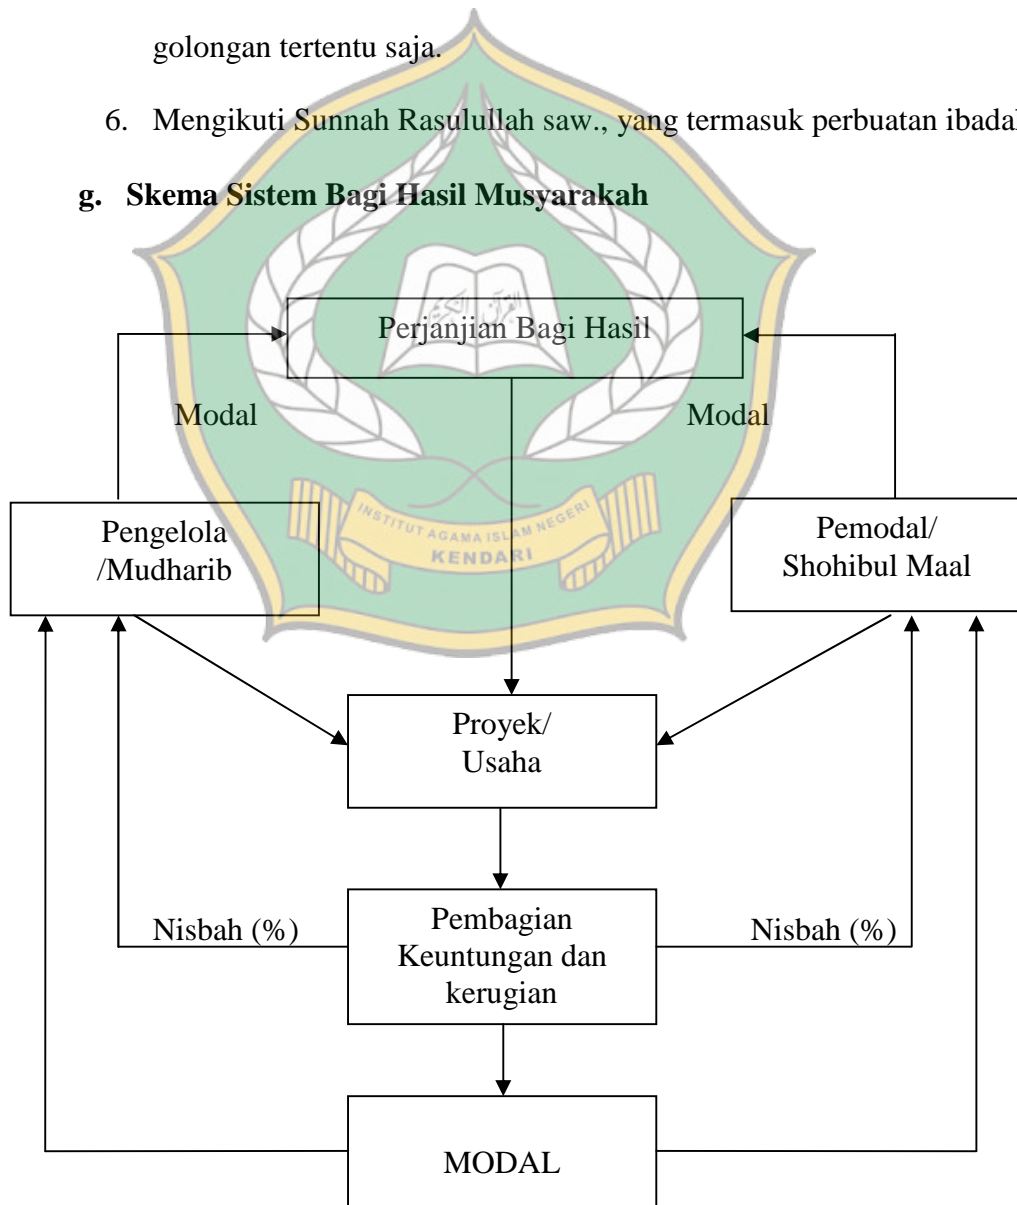 golongan tertentu saja.
6. Mengikuti Sunnah Rasulullah saw., yang termasuk perbuatan ibadah
g. Skema Sistem Bagi Hasil Musyarakah
Perjanjian Bagi Hasil
القرآن الكريم
Modal
Modal
INSTITUT AGAMA ISLAM NEGERI
KENDARI
Pengelola
/Mudharib
Pemodal/
Shohibul Maal
Proyek/
Usaha
Nisbah (%)
Pembagian
Keuntungan dan
kerugian
Nisbah (%)
MODAL